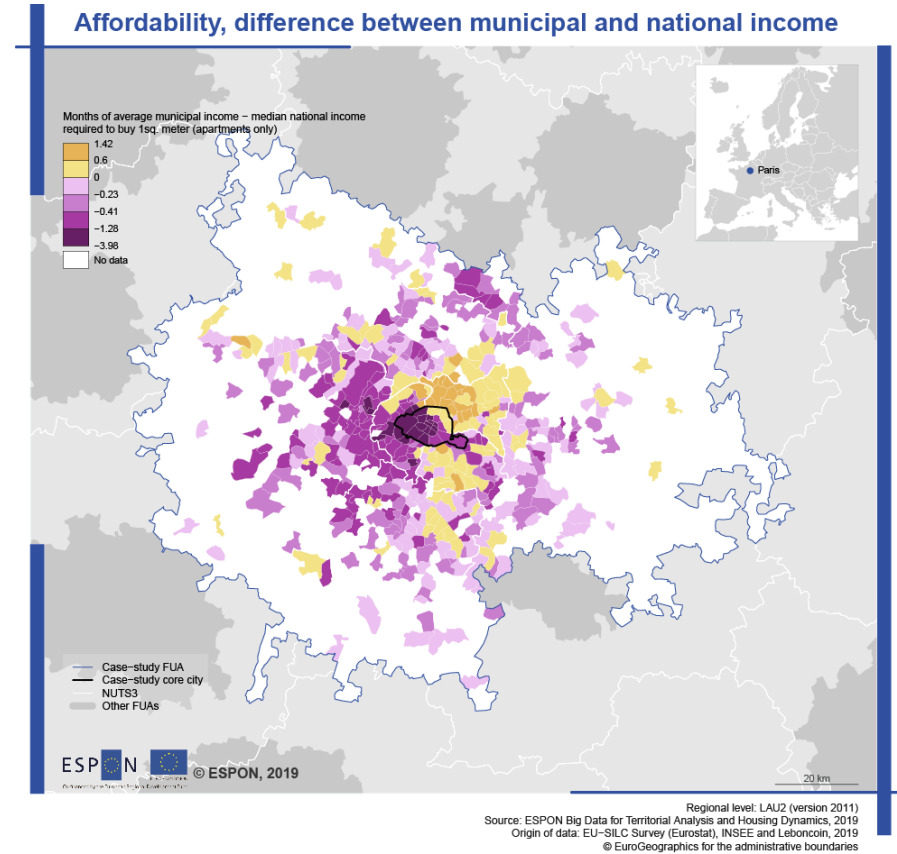 Affordability, difference between municipal and national income
Months of average municipal income − median national income
required to buy 1sq. meter (apartments only)
1.42
0.6
0
−0.23
−0.41
−1.28
−3.98
No data
Paris
Case−study FUA
Case−study core city
NUTS3
Other FUAs
ESPON
© ESPON, 2019
20 km
Regional level: LAU2 (version 2011)
Source: ESPON Big Data for Territorial Analysis and Housing Dynamics, 2019
Origin of data: EU−SILC Survey (Eurostat), INSEE and Leboncoin, 2019
© EuroGeographics for the administrative boundaries